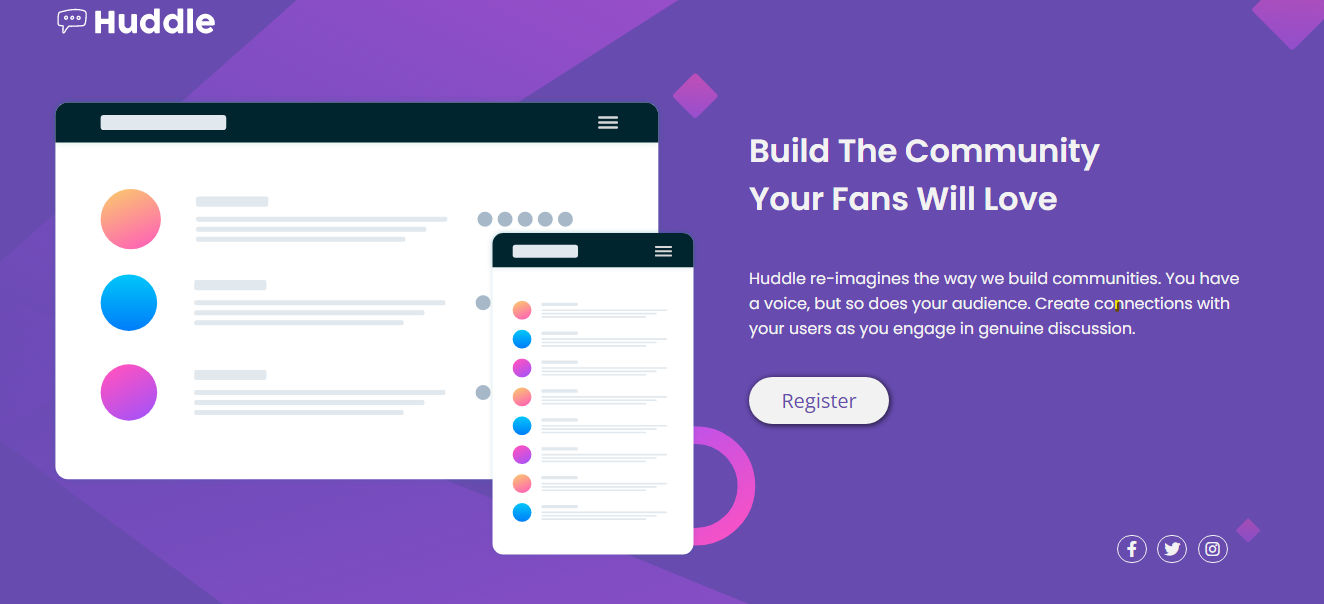 Huddle
Build The Community
Your Fans Will Love
Huddle re-imagines the way we build communities. You have
a voice, but so does your audience. Create connections with
your users as you engage in genuine discussion.
Register